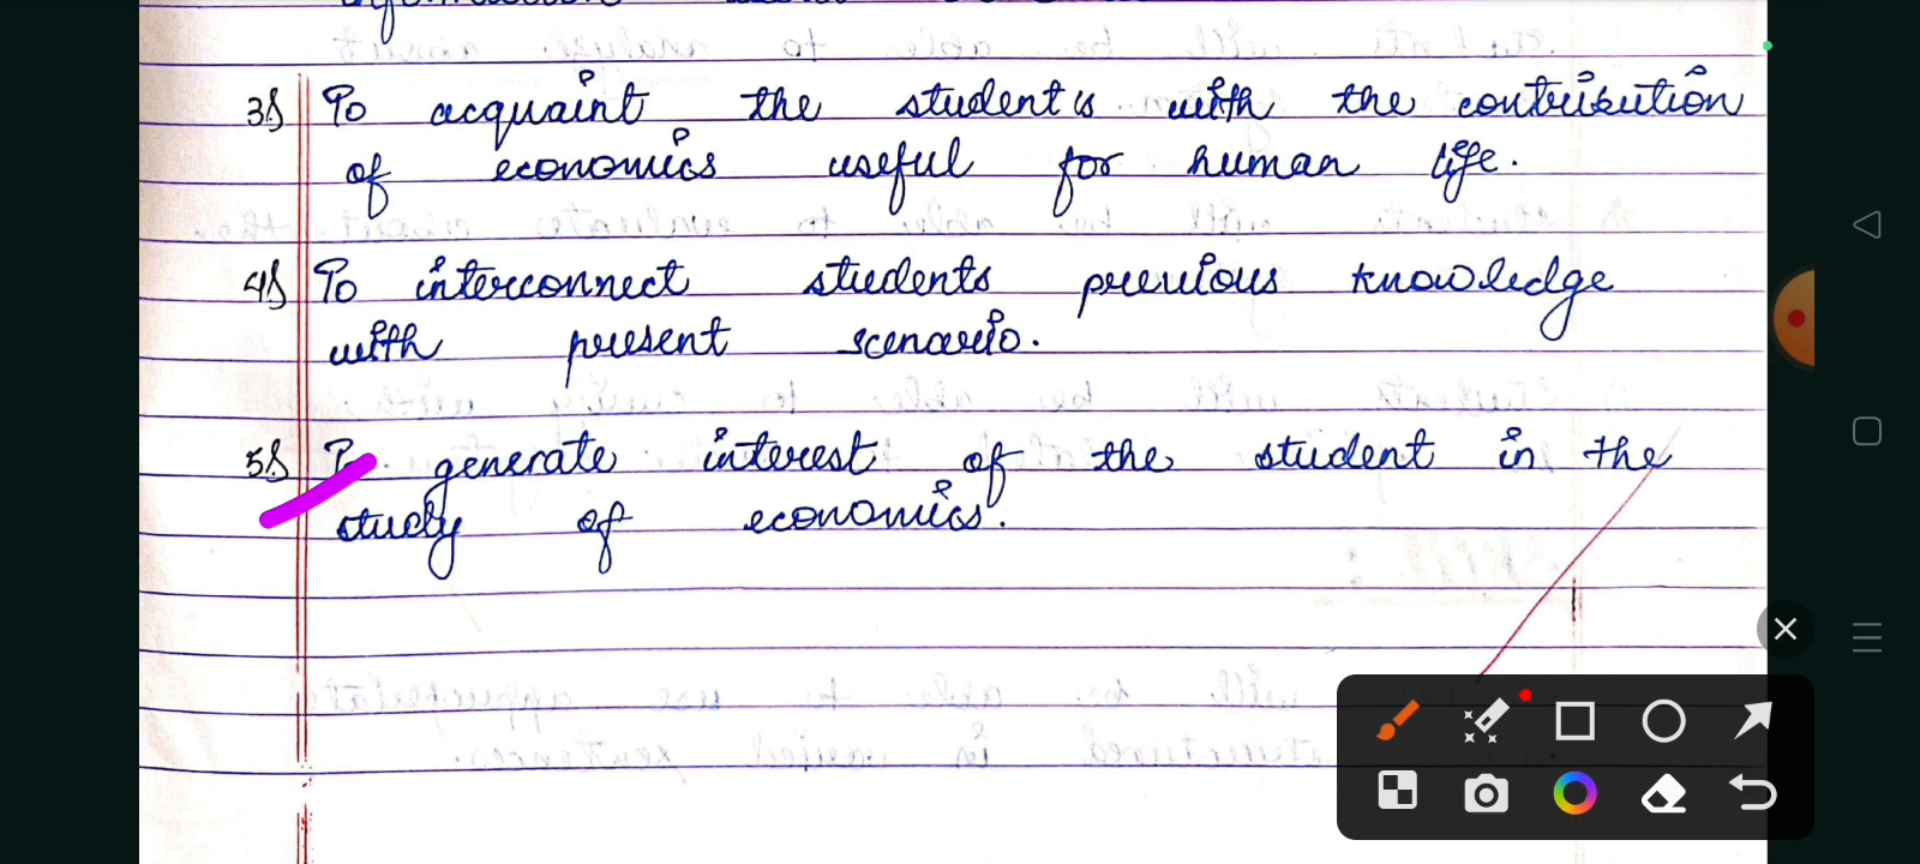 3) To acquaint the students with the contribution
of economics useful for human life.
4) To interconnect students previous knowledge
with present scenario.
5) To generate interest of the student in the
study of economics.